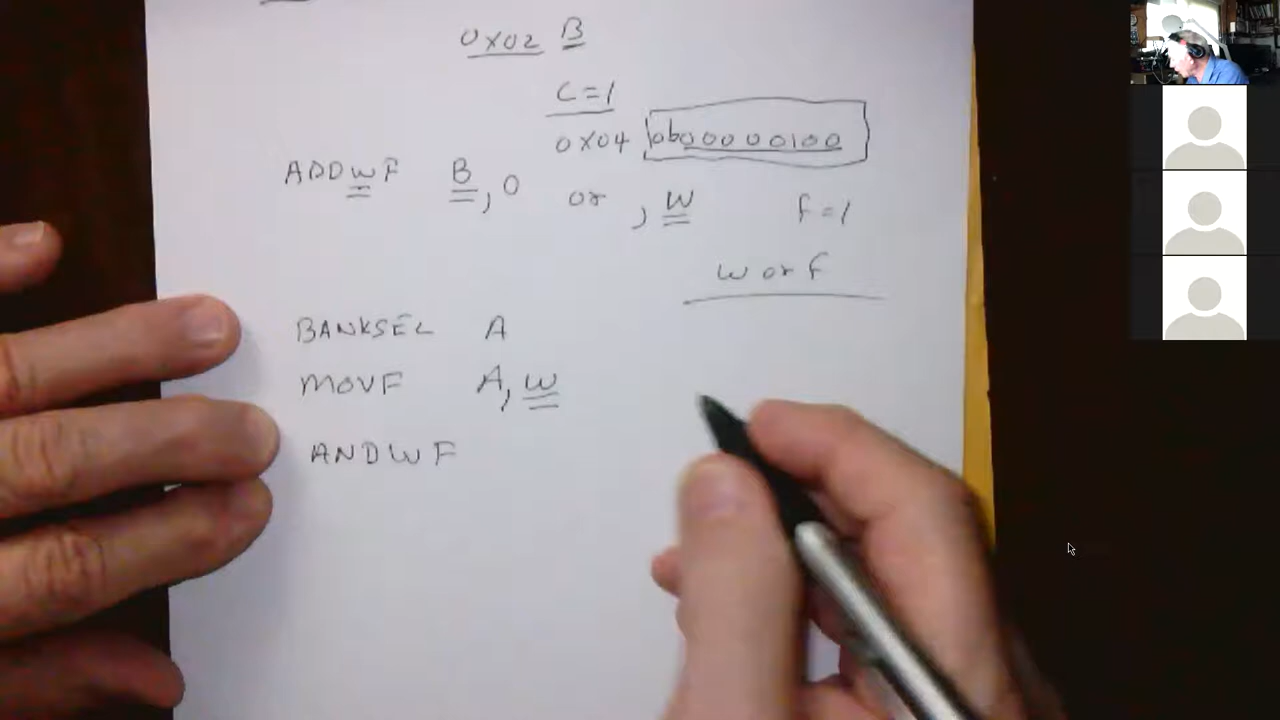 0x02 B
C=1
0x04 0b00000100
ADDWF B,0 or ,W f=1
W or f
BANKSEL A
MOVF A,W
ANDWF